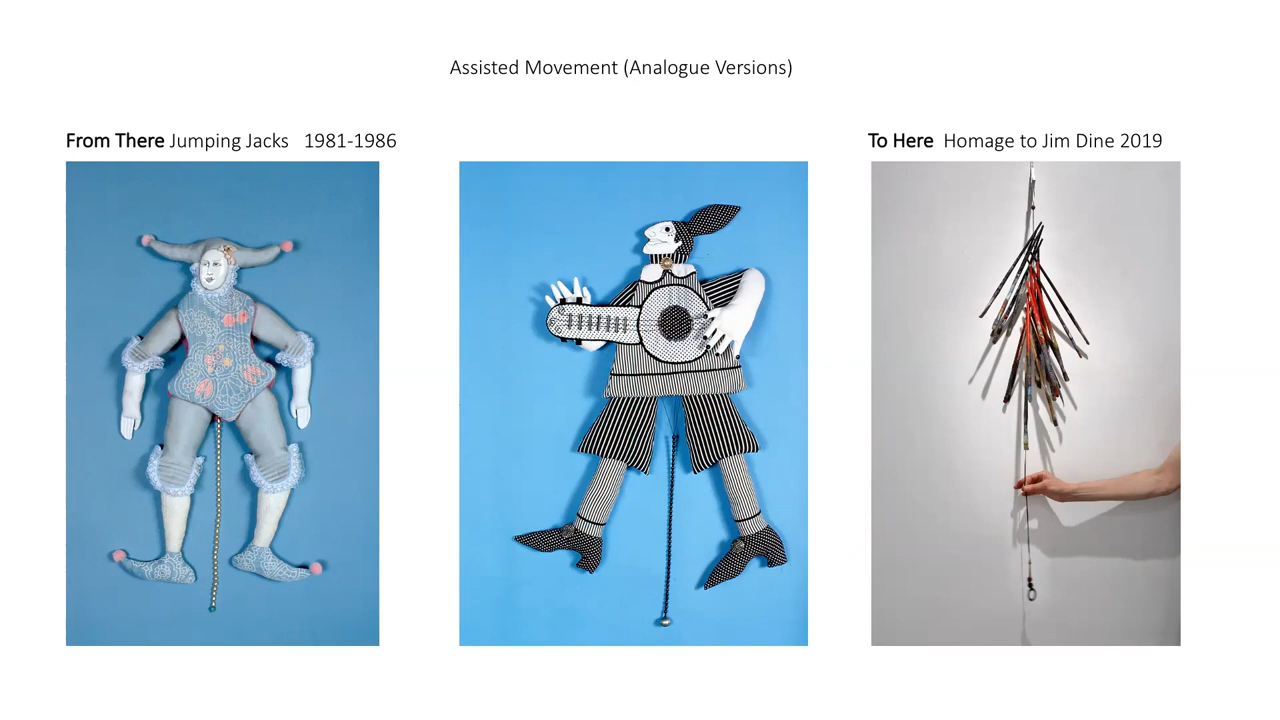 Assisted Movement (Analogue Versions)
From There Jumping Jacks 1981-1986
To Here Homage to Jim Dine 2019